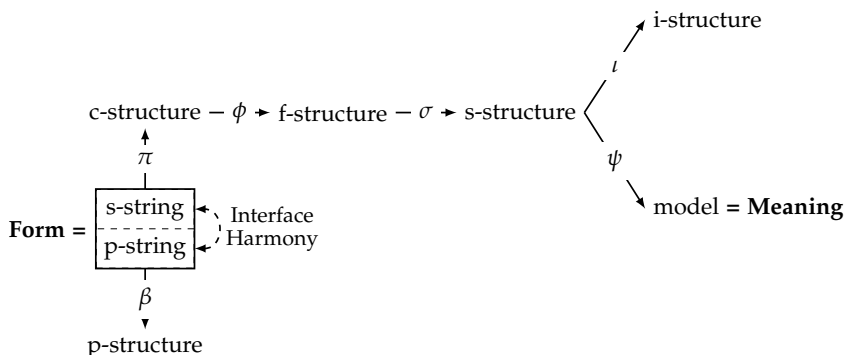 i-structure
ι
c-structure ϕ f-structure σ s-structure
π
ψ
s-string
Interface
model = Meaning
Form =
Harmony
p-string
β
p-structure